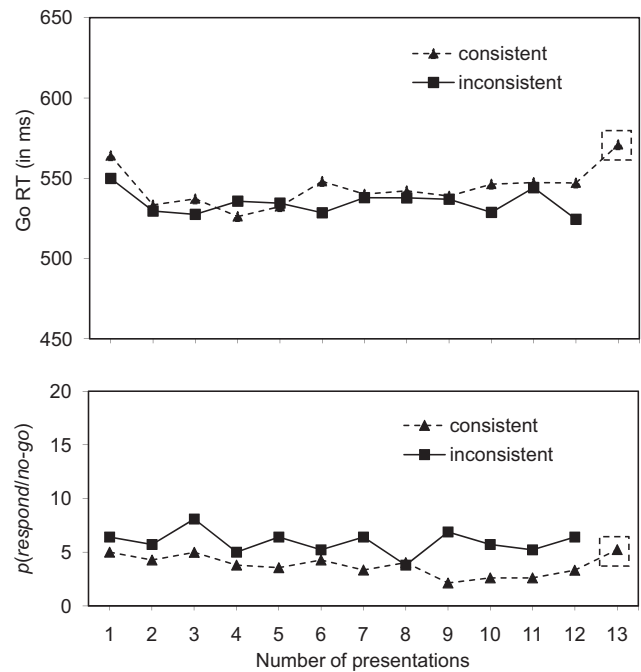 650
600
550
500
450
Go RT (in ms)
consistent
inconsistent
20
15
10
5
0
p(respond/no-go)
consistent
inconsistent
1 2 3 4 5 6 7 8 9 10 11 12 13
Number of presentations